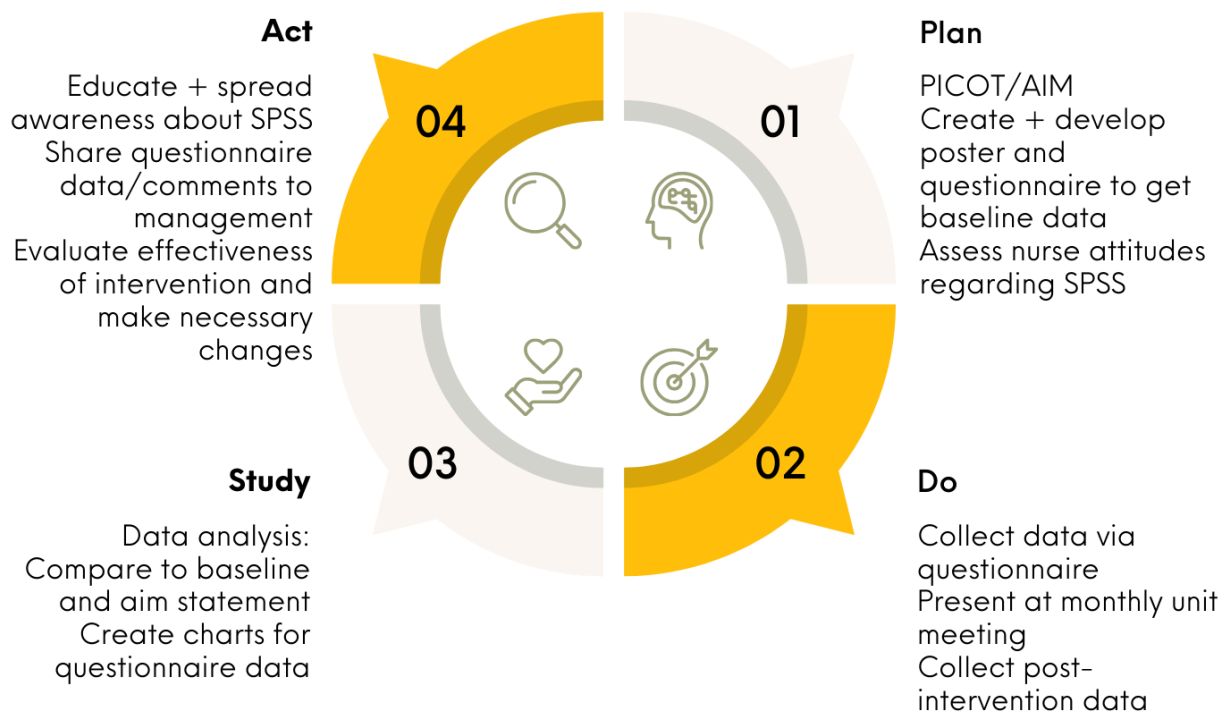 Plan
01
PICOT/AIM
Create + develop
poster and
questionnaire to get
baseline data
Assess nurse attitudes
regarding SPSS
Do
02
Collect data via
questionnaire
Present at monthly unit
meeting
Collect post-
intervention data
Study
03
Data analysis:
Compare to baseline
and aim statement
Create charts for
questionnaire data
Act
04
Educate + spread
awareness about SPSS
Share questionnaire
data/comments to
management
Evaluate effectiveness
of intervention and
make necessary
changes